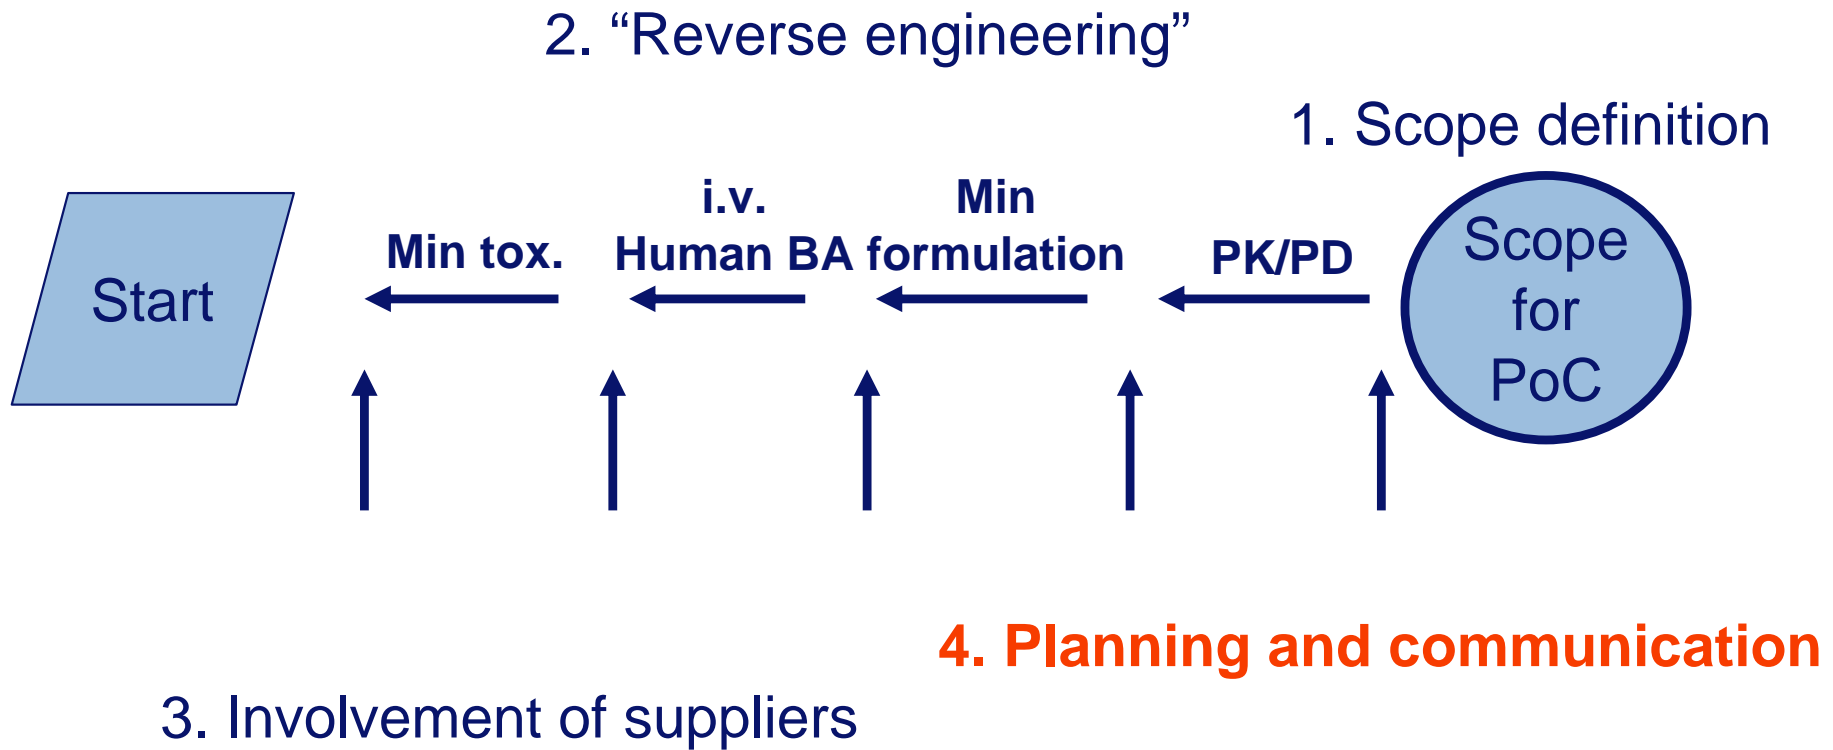 2. “Reverse engineering”
1. Scope definition
Start
Min tox.
i.v.
Human BA
Min
formulation
PK/PD
Scope
for
PoC
4. Planning and communication
3. Involvement of suppliers